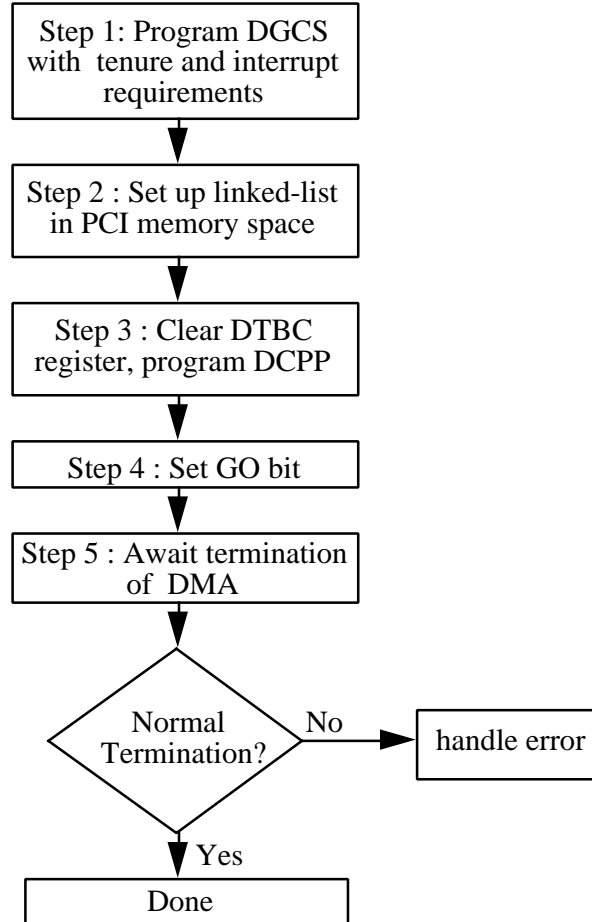 Step 1: Program DGCS
with tenure and interrupt
requirements
Step 2 : Set up linked-list
in PCI memory space
Step 3 : Clear DTBC
register, program DCPP
Step 4 : Set GO bit
Step 5 : Await termination
of DMA
Normal
Termination?
No
handle error
Yes
Done